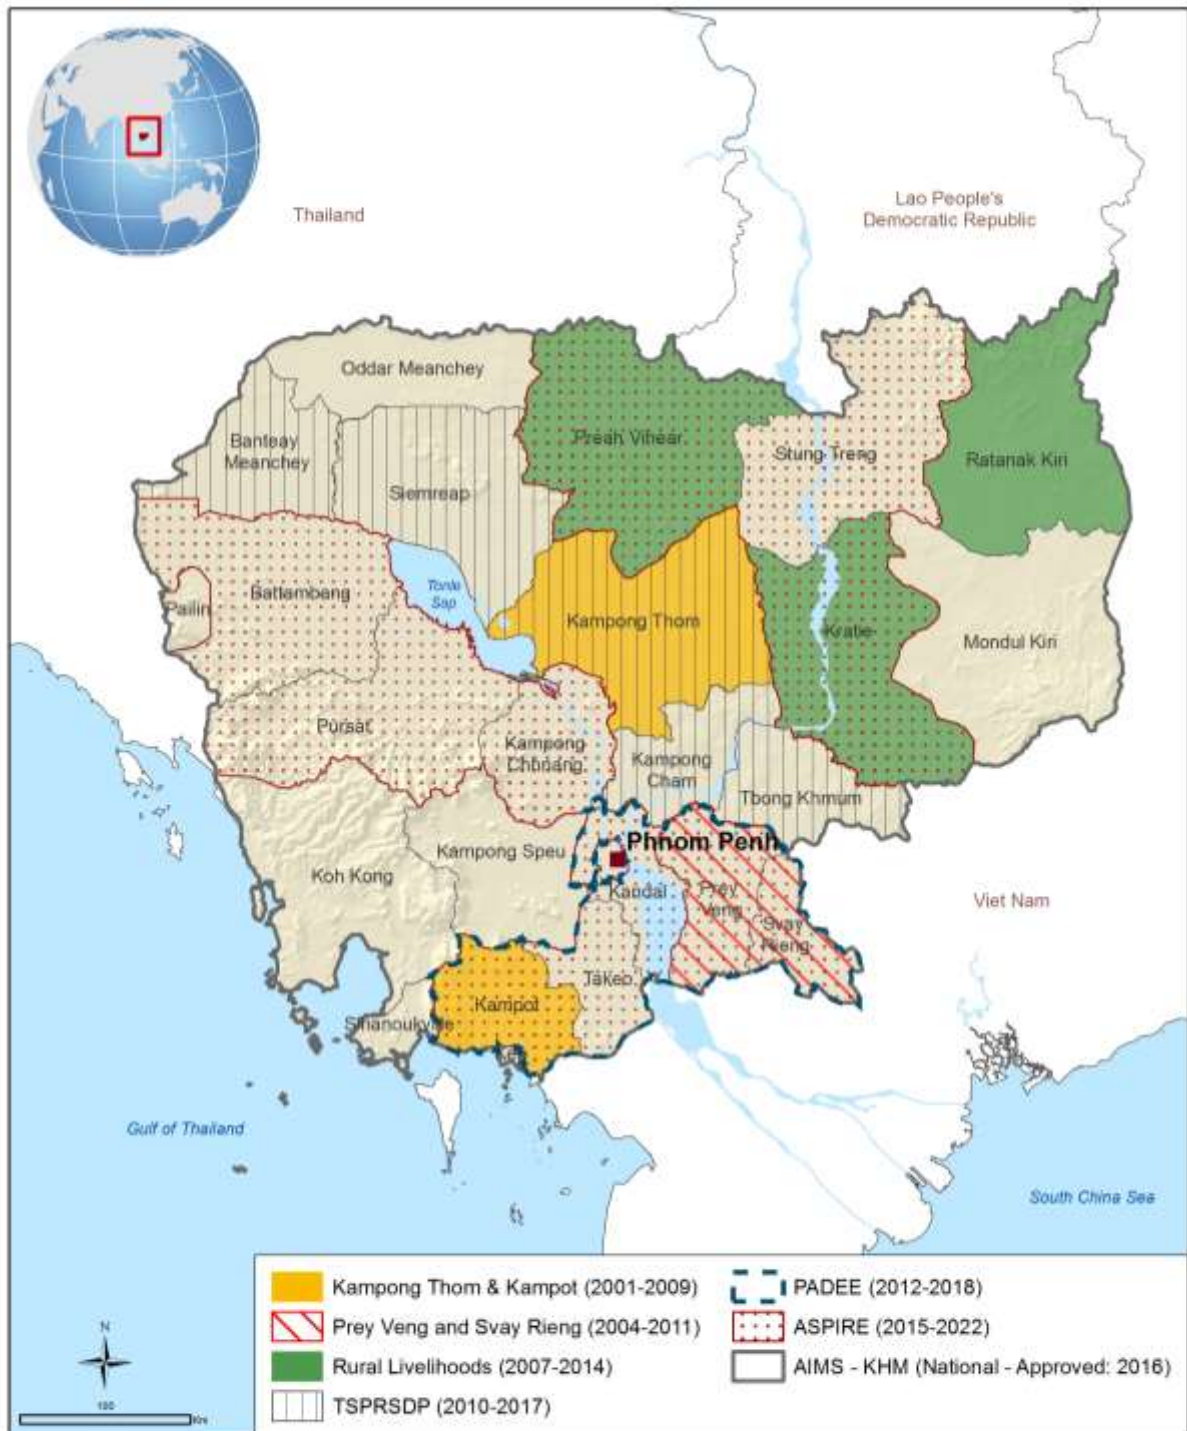 Thailand
Lao People's
Democratic Republic
Oddar Meanchey
Banteay
Meanchey
Siemreap
Preah Vihear
Stung Treng
Ratanak Kiri
Battambang
Pailin
Tonle
Sap
Kampong Thom
Kratie
Mondul Kiri
Pursat
Kampong
Chhnang
Kampong
Cham
Tbong Khmum
Phnom Penh
Kampong Speu
Koh Kong
Kandal
Prey
Veng
Svay
Rieng
Viet Nam
Takeo
Kampot
Sihanoukville
Gulf of Thailand
South China Sea
Kampong Thom & Kampot (2001-2009)
Prey Veng and Svay Rieng (2004-2011)
Rural Livelihoods (2007-2014)
TSPRSDP (2010-2017)
PADEE (2012-2018)
ASPIRE (2015-2022)
AIMS - KHM (National - Approved: 2016)
N
100
Km